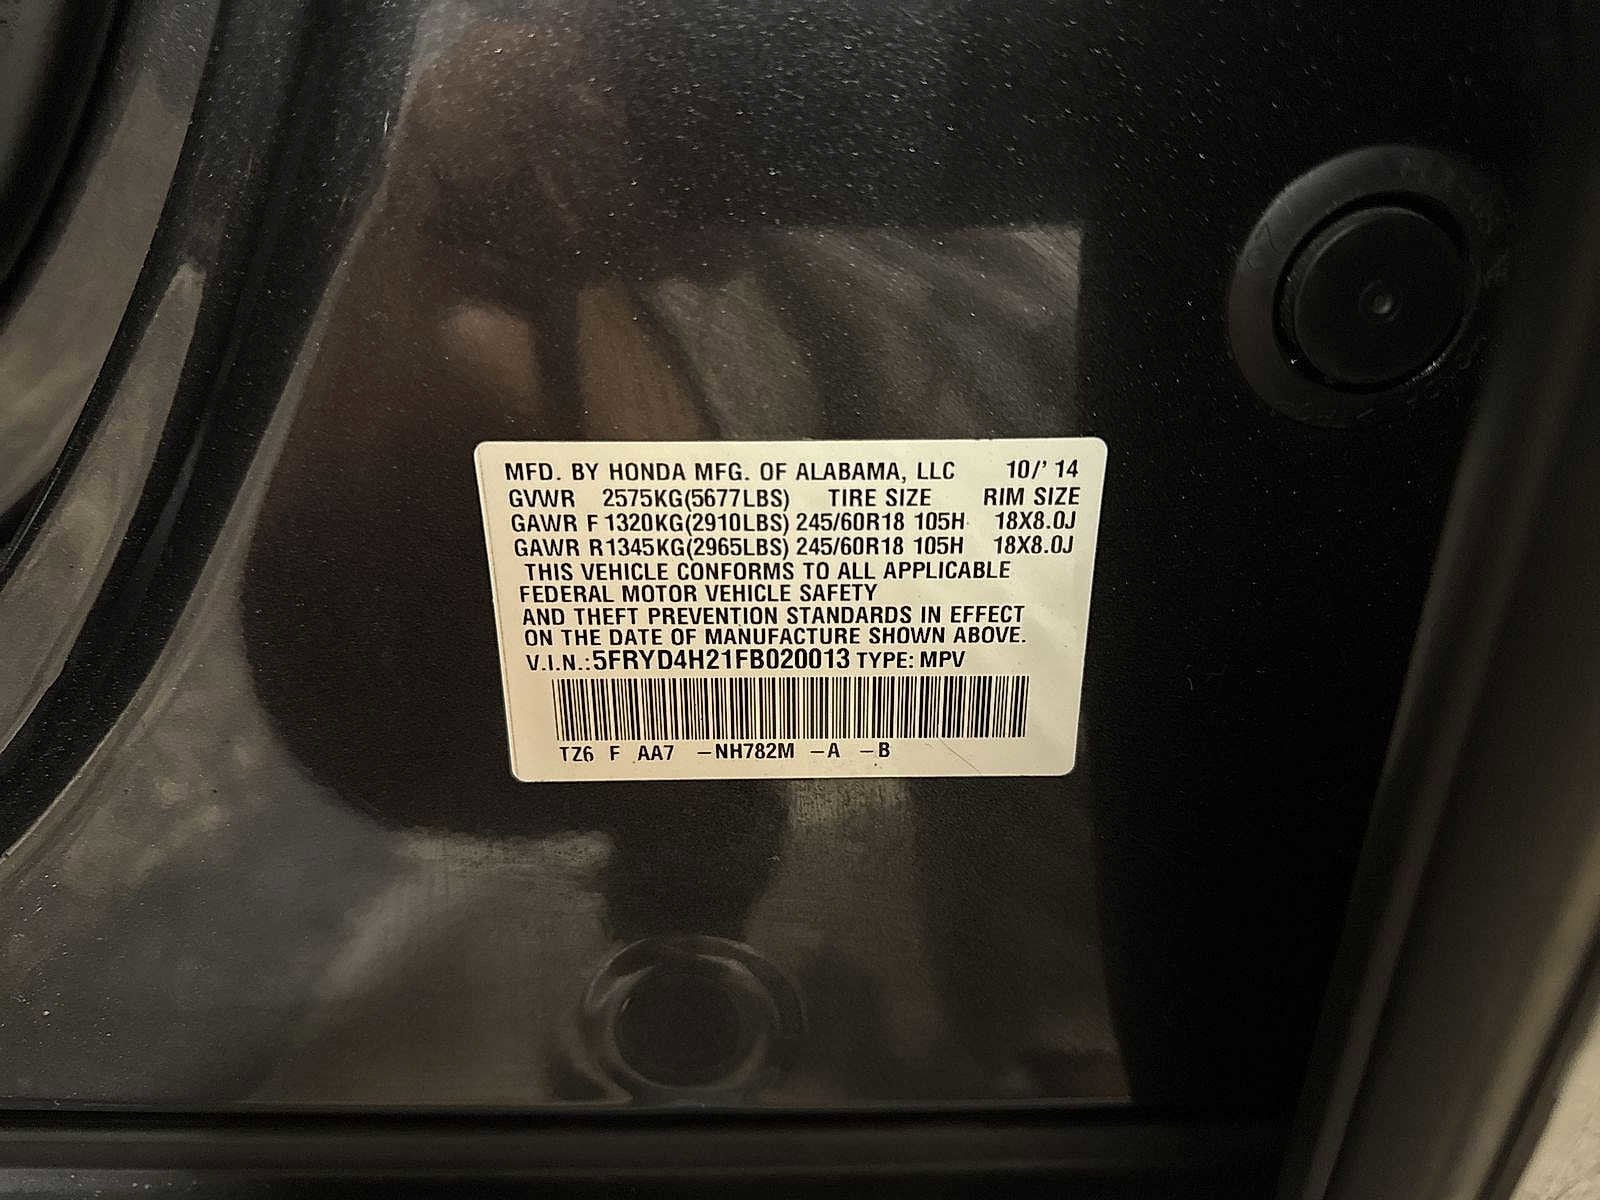 MFD. BY HONDA MFG. OF ALABAMA, LLC 10/' 14
GVWR 2575KG(5677LBS) TIRE SIZE RIM SIZE
GAWR F 1320KG(2910LBS) 245/60R18 105H 18X8.0J
GAWR R1345KG(2965LBS) 245/60R18 105H 18X8.0J
THIS VEHICLE CONFORMS TO ALL APPLICABLE
FEDERAL MOTOR VEHICLE SAFETY
AND THEFT PREVENTION STANDARDS IN EFFECT
ON THE DATE OF MANUFACTURE SHOWN ABOVE.
V.I.N.:5FRYD4H21FB020013 TYPE: MPV
TZ6 F AA7 –NH782M –A –B